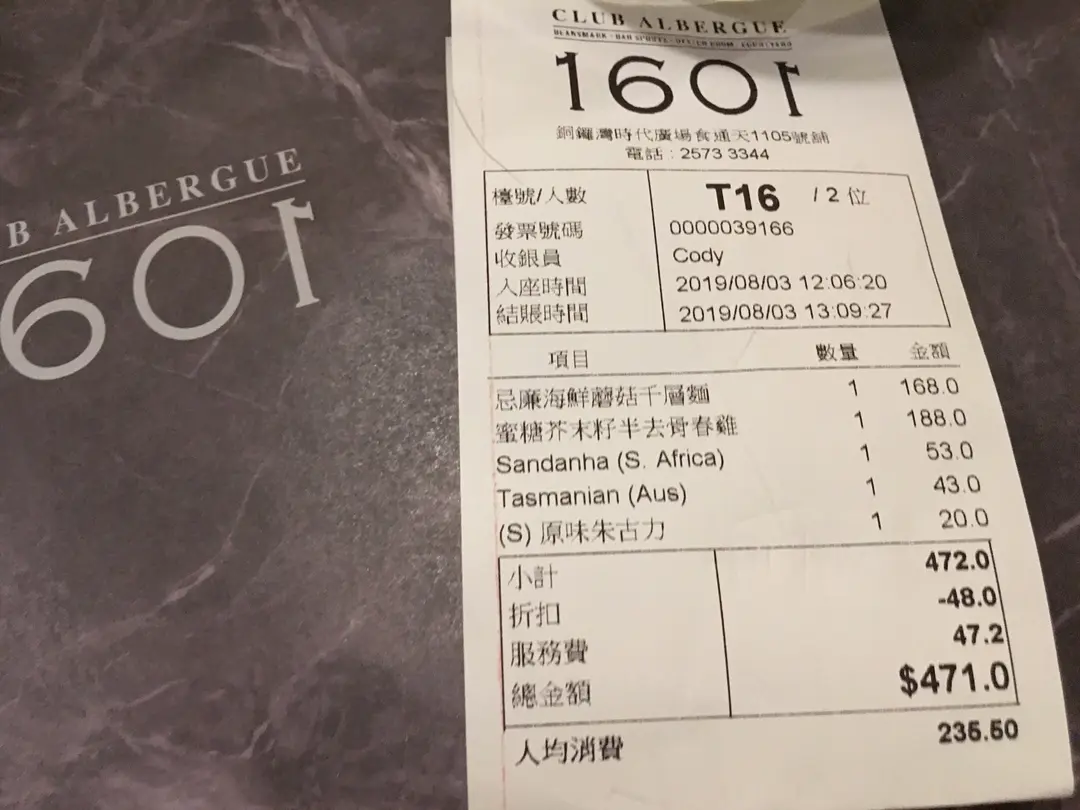 CLUB ALBERGUE
1601
銅鑼灣時代廣場食通天1105號舖
電話：2573 3344
B ALBERGUE
601
檯號/人數 T16 / 2 位
發票號碼 0000039166
收銀員 Cody
入座時間 2019/08/03 12:06:20
結賬時間 2019/08/03 13:09:27
項目 數量 金額
忌廉海鮮蘑菇千層麵 1 168.0
蜜糖芥末籽半去骨春雞 1 188.0
Sandanha (S. Africa) 1 53.0
Tasmanian (Aus) 1 43.0
(S) 原味朱古力 1 20.0
小計 472.0
折扣 -48.0
服務費 47.2
總金額 $471.0
人均消費 235.50